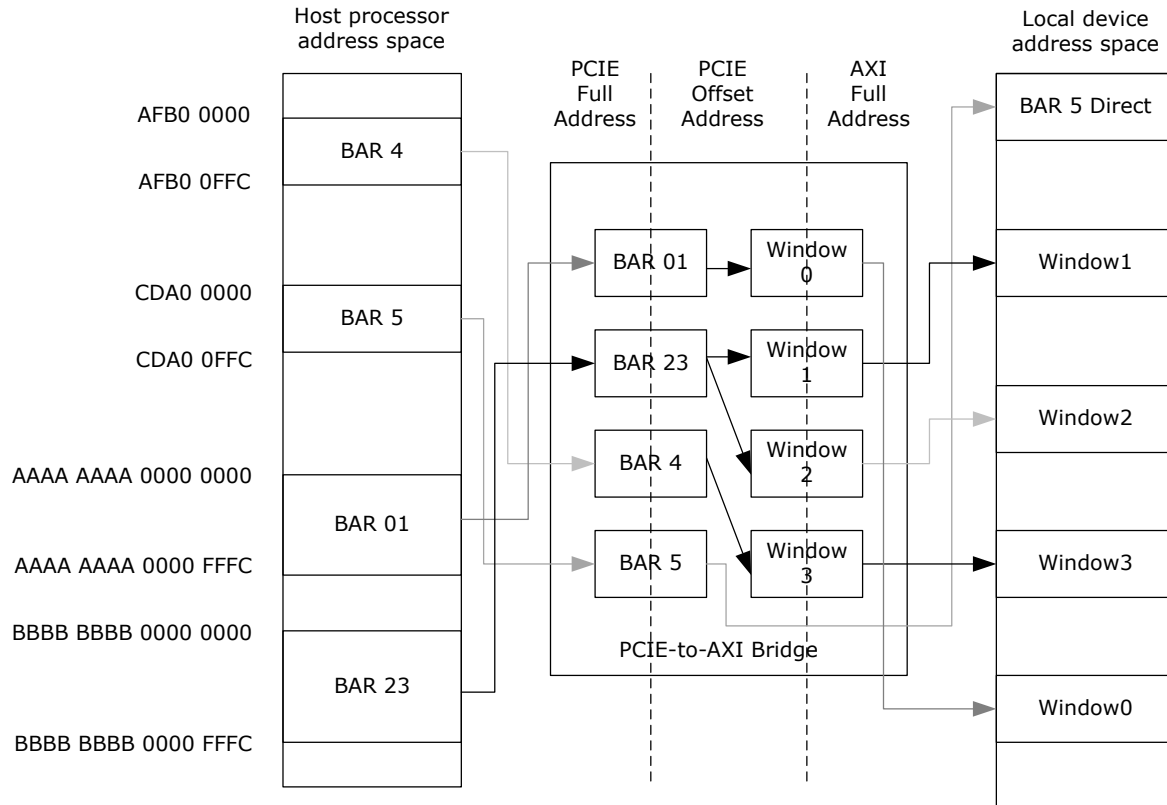 Host processor
address space
Local device
address space
PCIE
Full
Address
PCIE
Offset
Address
AXI
Full
Address
AFB0 0000
BAR 4
AFB0 0FFC
CDA0 0000
BAR 5
CDA0 0FFC
AAAA AAAA 0000 0000
BAR 01
AAAA AAAA 0000 FFFC
BBBB BBBB 0000 0000
BAR 23
BBBB BBBB 0000 FFFC
BAR 01
Window
0
BAR 23
Window
1
BAR 4
Window
2
BAR 5
Window
3
PCIE-to-AXI Bridge
BAR 5 Direct
Window1
Window2
Window3
Window0